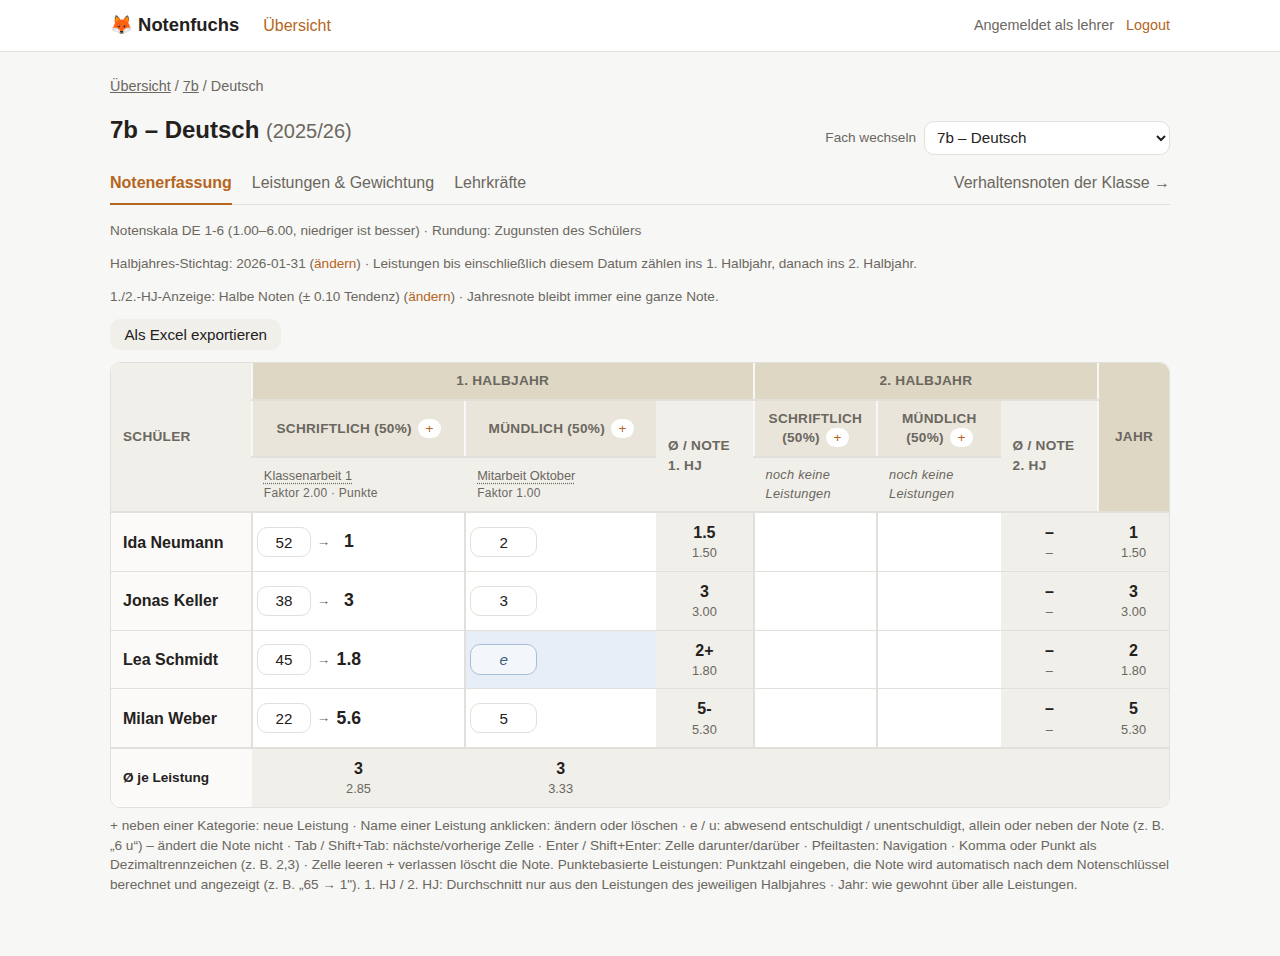 🦊 Notenfuchs Übersicht Angemeldet als lehrer Logout
Übersicht / 7b / Deutsch
7b – Deutsch (2025/26) Fach wechseln 7b – Deutsch
Notenerfassung Leistungen & Gewichtung Lehrkräfte Verhaltensnoten der Klasse →
Notenskala DE 1-6 (1.00–6.00, niedriger ist besser) · Rundung: Zugunsten des Schülers
Halbjahres-Stichtag: 2026-01-31 (ändern) · Leistungen bis einschließlich diesem Datum zählen ins 1. Halbjahr, danach ins 2. Halbjahr.
1./2.-HJ-Anzeige: Halbe Noten (± 0.10 Tendenz) (ändern) · Jahresnote bleibt immer eine ganze Note.
Als Excel exportieren
SCHÜLER 1. HALBJAHR 2. HALBJAHR JAHR
SCHRIFTLICH (50%) + MÜNDLICH (50%) + Ø / NOTE 1. HJ SCHRIFTLICH (50%) + MÜNDLICH (50%) + Ø / NOTE 2. HJ
Klassenarbeit 1 Mitarbeit Oktober noch keine Leistungen noch keine Leistungen
Faktor 2.00 · Punkte Faktor 1.00
Ida Neumann 52 → 1 2 1.5 – 1
1.50 – 1.50
Jonas Keller 38 → 3 3 3 – 3
3.00 – 3.00
Lea Schmidt 45 → 1.8 e 2+ – 2
1.80 – 1.80
Milan Weber 22 → 5.6 5 5- – 5
5.30 – 5.30
Ø je Leistung 3 3
2.85 3.33
+ neben einer Kategorie: neue Leistung · Name einer Leistung anklicken: ändern oder löschen · e / u: abwesend entschuldigt / unentschuldigt, allein oder neben der Note (z. B.
„6 u“) – ändert die Note nicht · Tab / Shift+Tab: nächste/vorherige Zelle · Enter / Shift+Enter: Zelle darunter/darüber · Pfeiltasten: Navigation · Komma oder Punkt als
Dezimaltrennzeichen (z. B. 2,3) · Zelle leeren + verlassen löscht die Note. Punktebasierte Leistungen: Punktzahl eingeben, die Note wird automatisch nach dem Notenschlüssel
berechnet und angezeigt (z. B. „65 → 1"). 1. HJ / 2. HJ: Durchschnitt nur aus den Leistungen des jeweiligen Halbjahres · Jahr: wie gewohnt über alle Leistungen.